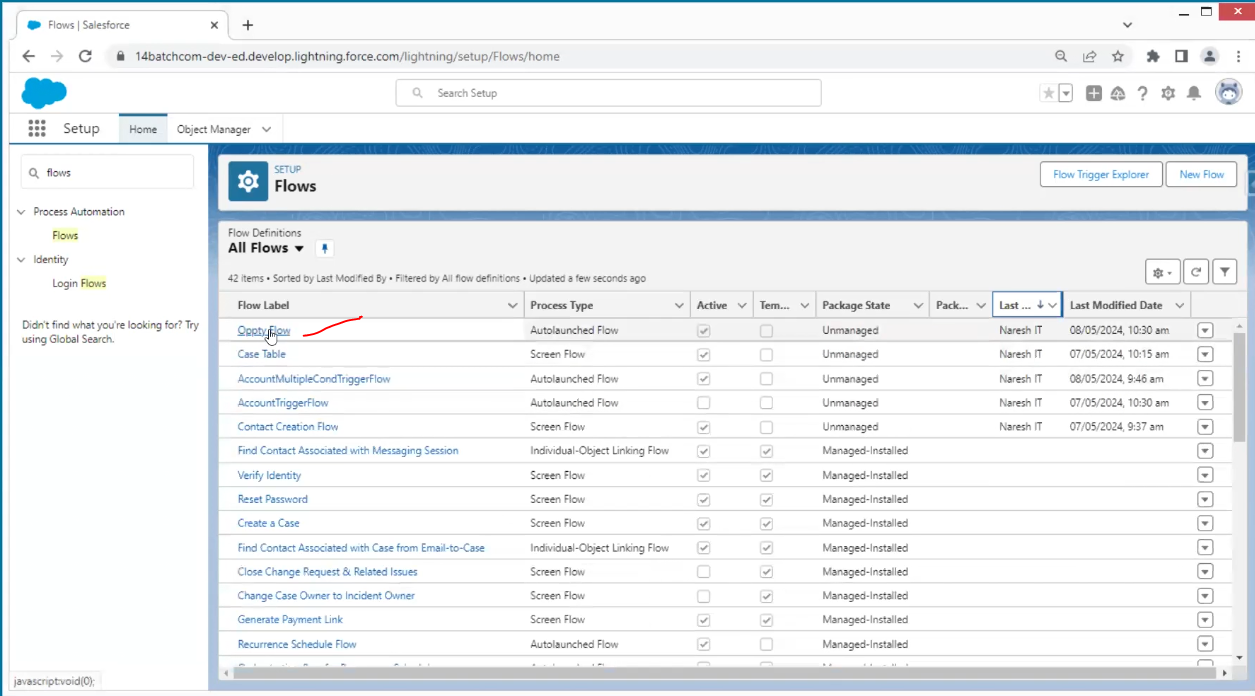 Flows | Salesforce
14batchcom-dev-ed.develop.lightning.force.com/lightning/setup/Flows/home
Search Setup
Setup Home Object Manager
flows
Process Automation
Flows
Identity
Login Flows
Didn't find what you're looking for? Try
using Global Search.
SETUP
Flows
Flow Trigger Explorer New Flow
Flow Definitions
All Flows
42 items • Sorted by Last Modified By • Filtered by All flow definitions • Updated a few seconds ago
Flow Label Process Type Active Tem... Package State Pack... Last ... Last Modified Date
Oppty Flow Autolaunched Flow Unmanaged Naresh IT 08/05/2024, 10:30 am
Case Table Screen Flow Unmanaged Naresh IT 07/05/2024, 10:15 am
AccountMultipleCondTriggerFlow Autolaunched Flow Unmanaged Naresh IT 08/05/2024, 9:46 am
AccountTriggerFlow Autolaunched Flow Unmanaged Naresh IT 07/05/2024, 10:30 am
Contact Creation Flow Screen Flow Unmanaged Naresh IT 07/05/2024, 9:37 am
Find Contact Associated with Messaging Session Individual-Object Linking Flow Managed-Installed
Verify Identity Screen Flow Managed-Installed
Reset Password Screen Flow Managed-Installed
Create a Case Screen Flow Managed-Installed
Find Contact Associated with Case from Email-to-Case Individual-Object Linking Flow Managed-Installed
Close Change Request & Related Issues Screen Flow Managed-Installed
Change Case Owner to Incident Owner Screen Flow Managed-Installed
Generate Payment Link Screen Flow Managed-Installed
Recurrence Schedule Flow Autolaunched Flow Managed-Installed
javascript:void(0);